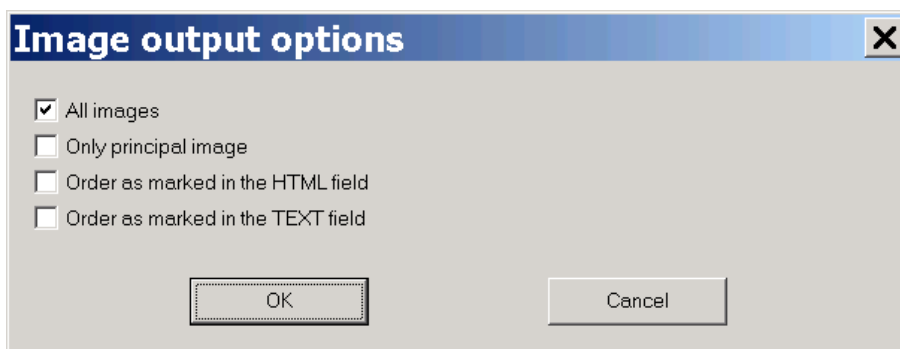 Image output options
All images
Only principal image
Order as marked in the HTML field
Order as marked in the TEXT field
OK
Cancel